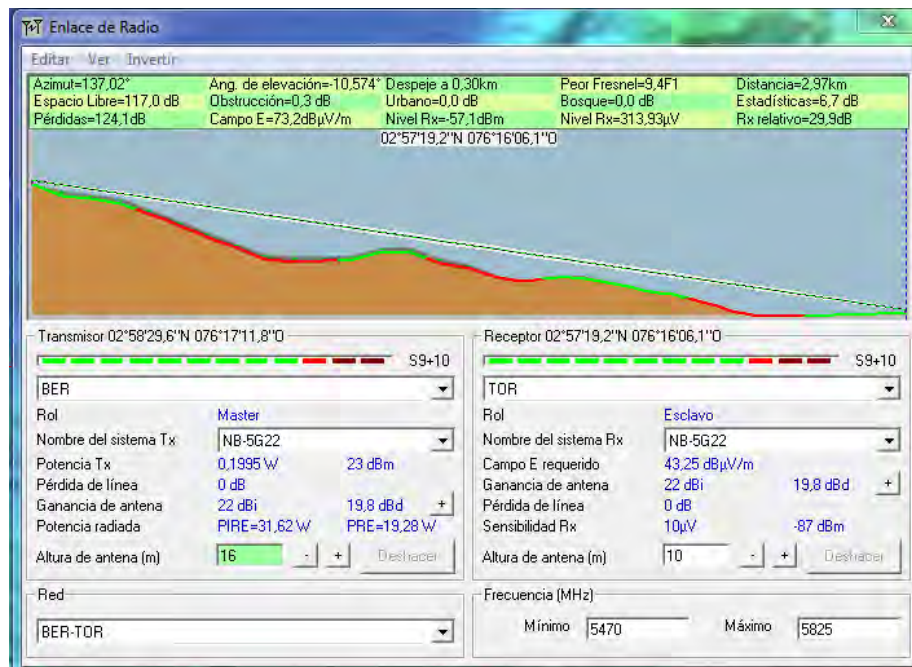 Enlace de Radio
Editar Ver Invertir
Azimut=137,02° Ang. de elevación=-10,574° Despeje a 0,30km Peor Fresnel=9,4F1 Distancia=2,97km
Espacio Libre=117,0 dB Obstrucción=0,3 dB Urbano=0,0 dB Bosque=0,0 dB Estadísticas=6,7 dB
Pérdidas=124,1dB Campo E=73,2dBµV/m Nivel Rx=-57,1dBm Nivel Rx=313,93µV Rx relativo=29,9dB
02°57'19,2"N 076°16'06,1"O
Transmisor 02°58'29,6"N 076°17'11,8"O
S9+10
BER
Rol Master
Nombre del sistema Tx NB-5G22
Potencia Tx 0,1995 W 23 dBm
Pérdida de línea 0 dB
Ganancia de antena 22 dBi 19,8 dBd +
Potencia radiada PIRE=31,62 W PRE=19,28 W
Altura de antena (m) 16 - + Deshacer
Receptor 02°57'19,2"N 076°16'06,1"O
S9+10
TOR
Rol Esclavo
Nombre del sistema Rx NB-5G22
Campo E requerido 43,25 dBµV/m
Ganancia de antena 22 dBi 19,8 dBd +
Pérdida de línea 0 dB
Sensibilidad Rx 10µV -87 dBm
Altura de antena (m) 10 - + Deshacer
Red
BER-TOR
Frecuencia (MHz)
Mínimo 5470 Máximo 5825